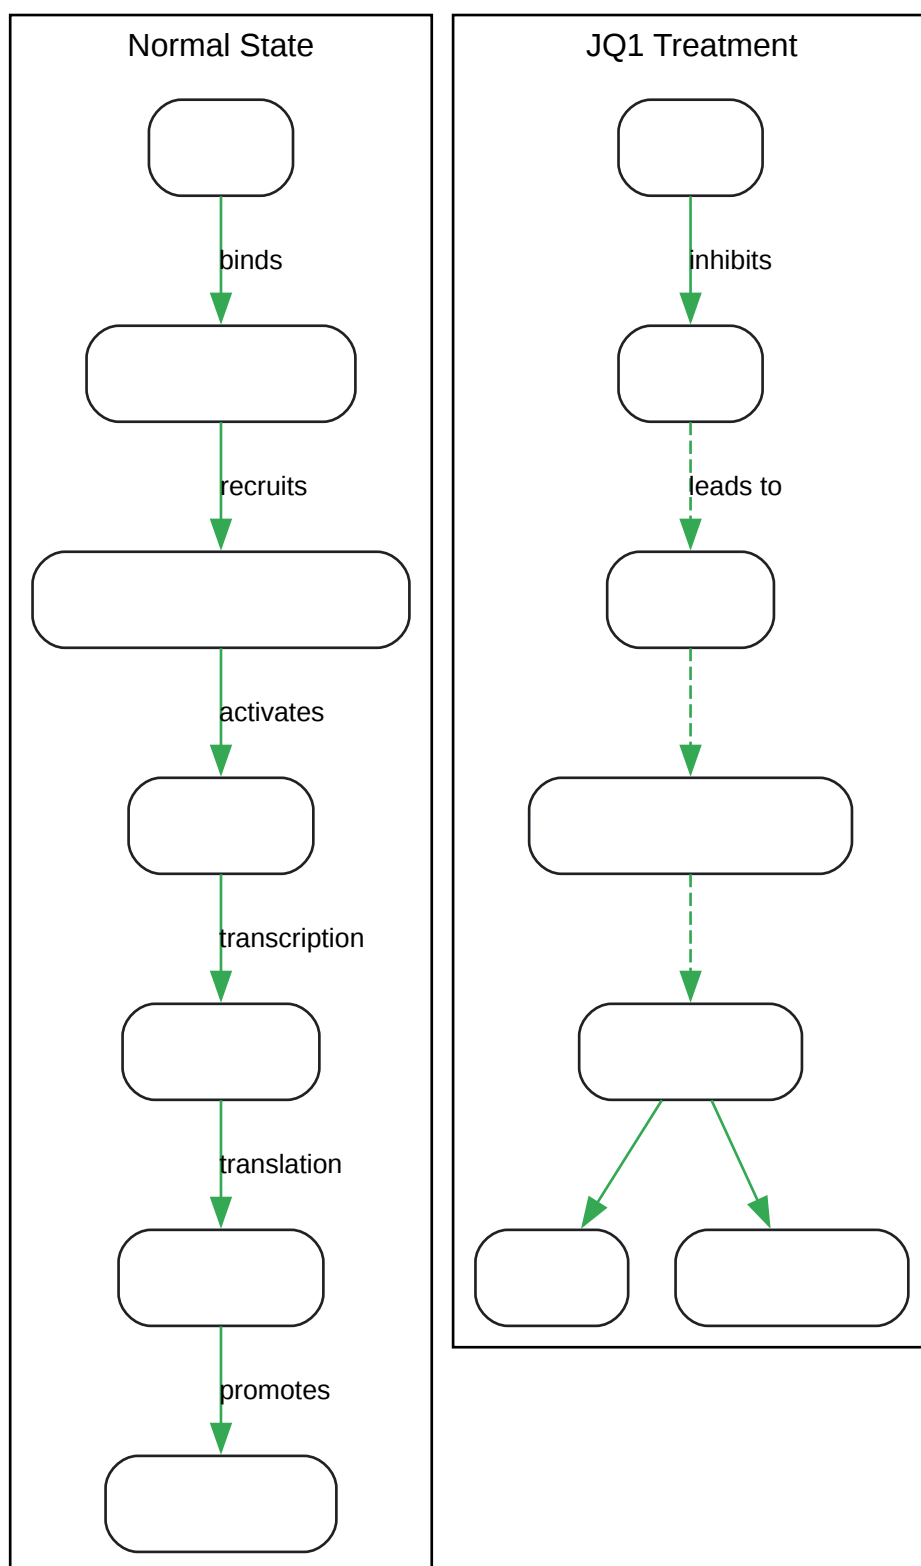 Normal State
binds
recruits
activates
transcription
translation
promotes
JQ1 Treatment
inhibits
leads to